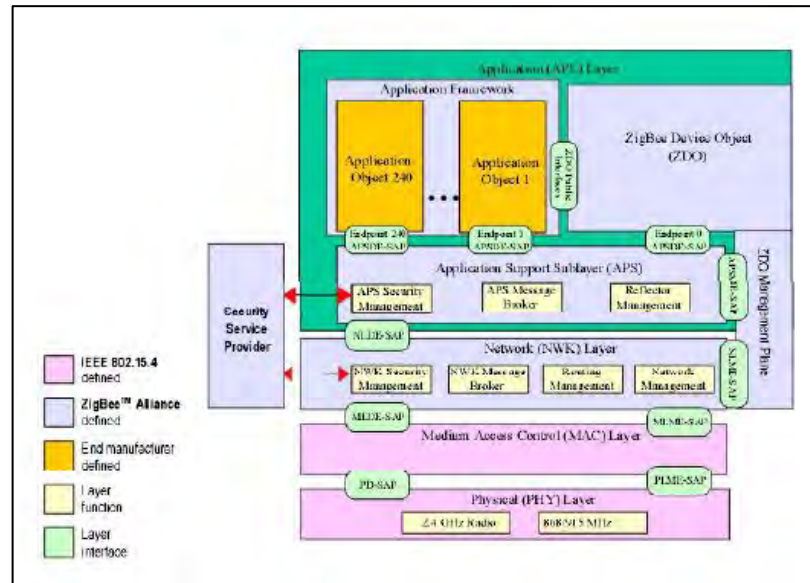 Application (APL) Layer
Application Framework
Application
Object 240
Application
Object 1
ZDO Public
Interfaces
ZigBee Device Object
(ZDO)
Endpoint 240
APSDE-SAP
Endpoint 1
APSDE-SAP
Endpoint 0
APSDE-SAP
Application Support Sublayer (APS)
APS Security
Management
APS Message
Broker
Reflector
Management
APSME-SAP
ZDO Management Plane
Security
Service
Provider
NLDE-SAP
Network (NWK) Layer
NWK Security
Management
NWK Message
Broker
Routing
Management
Network
Management
NLME-SAP
MLDE-SAP
MLME-SAP
Medium Access Control (MAC) Layer
PD-SAP
PLME-SAP
Physical (PHY) Layer
2.4 GHz Radio
868/915 MHz
IEEE 802.15.4
defined
ZigBee™ Alliance
defined
End manufacturer
defined
Layer
function
Layer
interface